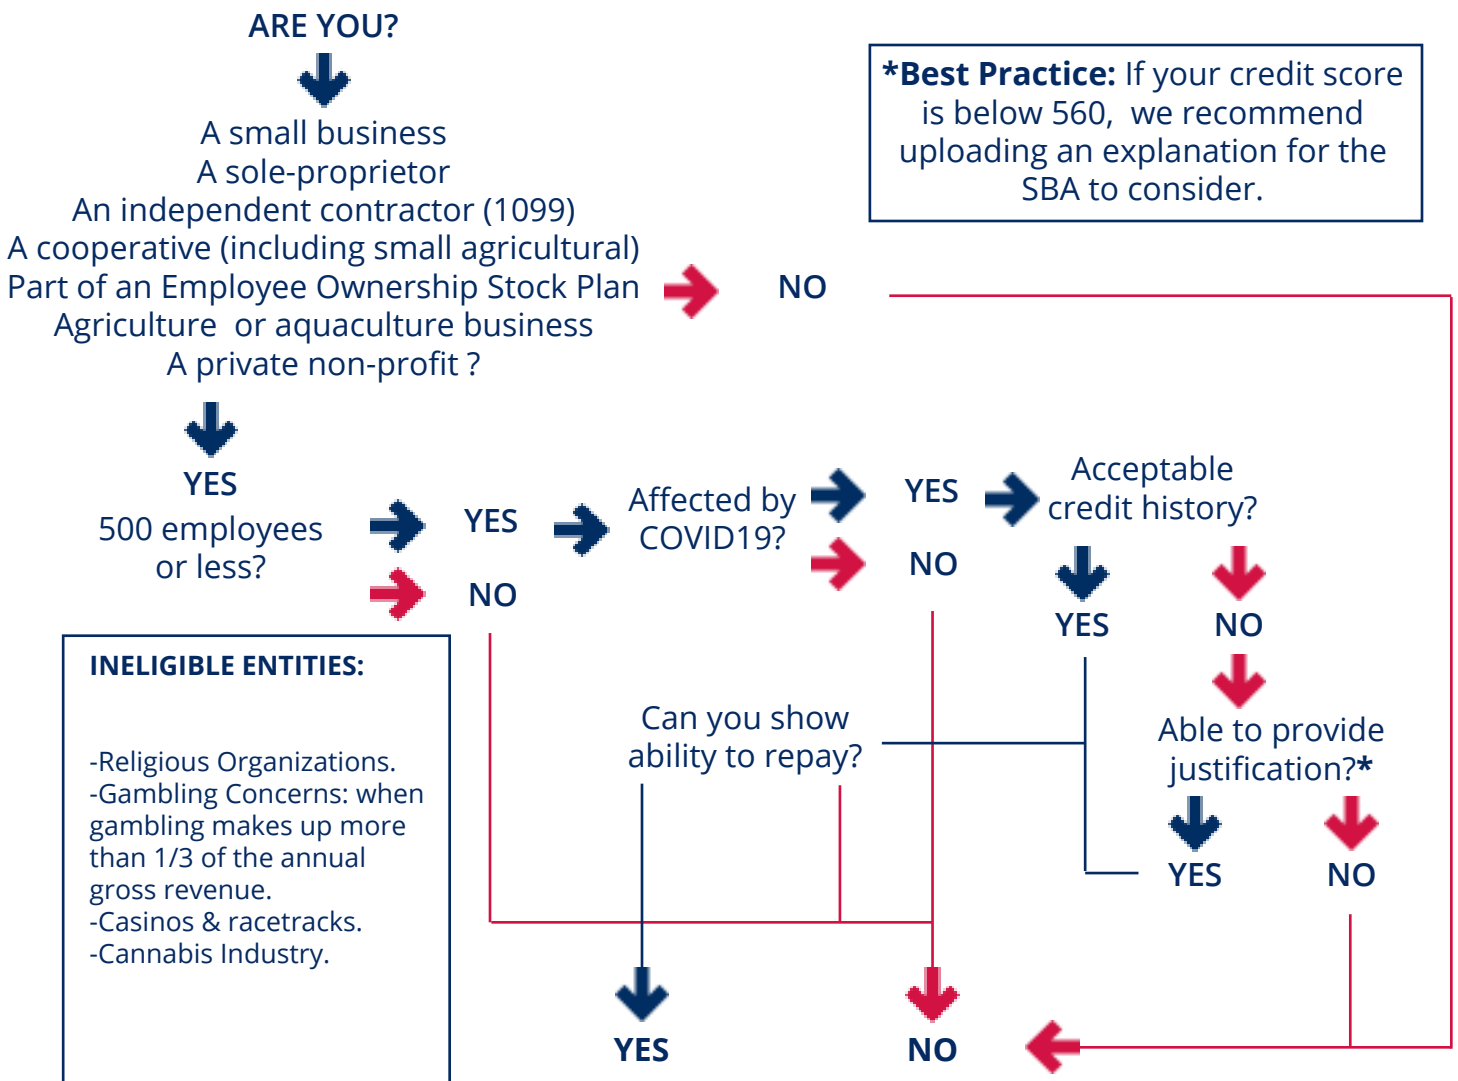 ARE YOU?
*Best Practice: If your credit score
is below 560,  we recommend
uploading an explanation for the
SBA to consider.
A small business
A sole-proprietor
An independent contractor (1099)
A cooperative (including small agricultural)
Part of an Employee Ownership Stock Plan
Agriculture  or aquaculture business
A private non-profit ?
NO
YES
500 employees
or less?
YES
NO
Affected by
COVID19?
YES
NO
Acceptable
credit history?
YES
NO
Able to provide
justification?*
YES
NO
Can you show
ability to repay?
YES
NO
INELIGIBLE ENTITIES:
-Religious Organizations.
-Gambling Concerns: when
gambling makes up more
than 1/3 of the annual
gross revenue.
-Casinos & racetracks.
-Cannabis Industry.